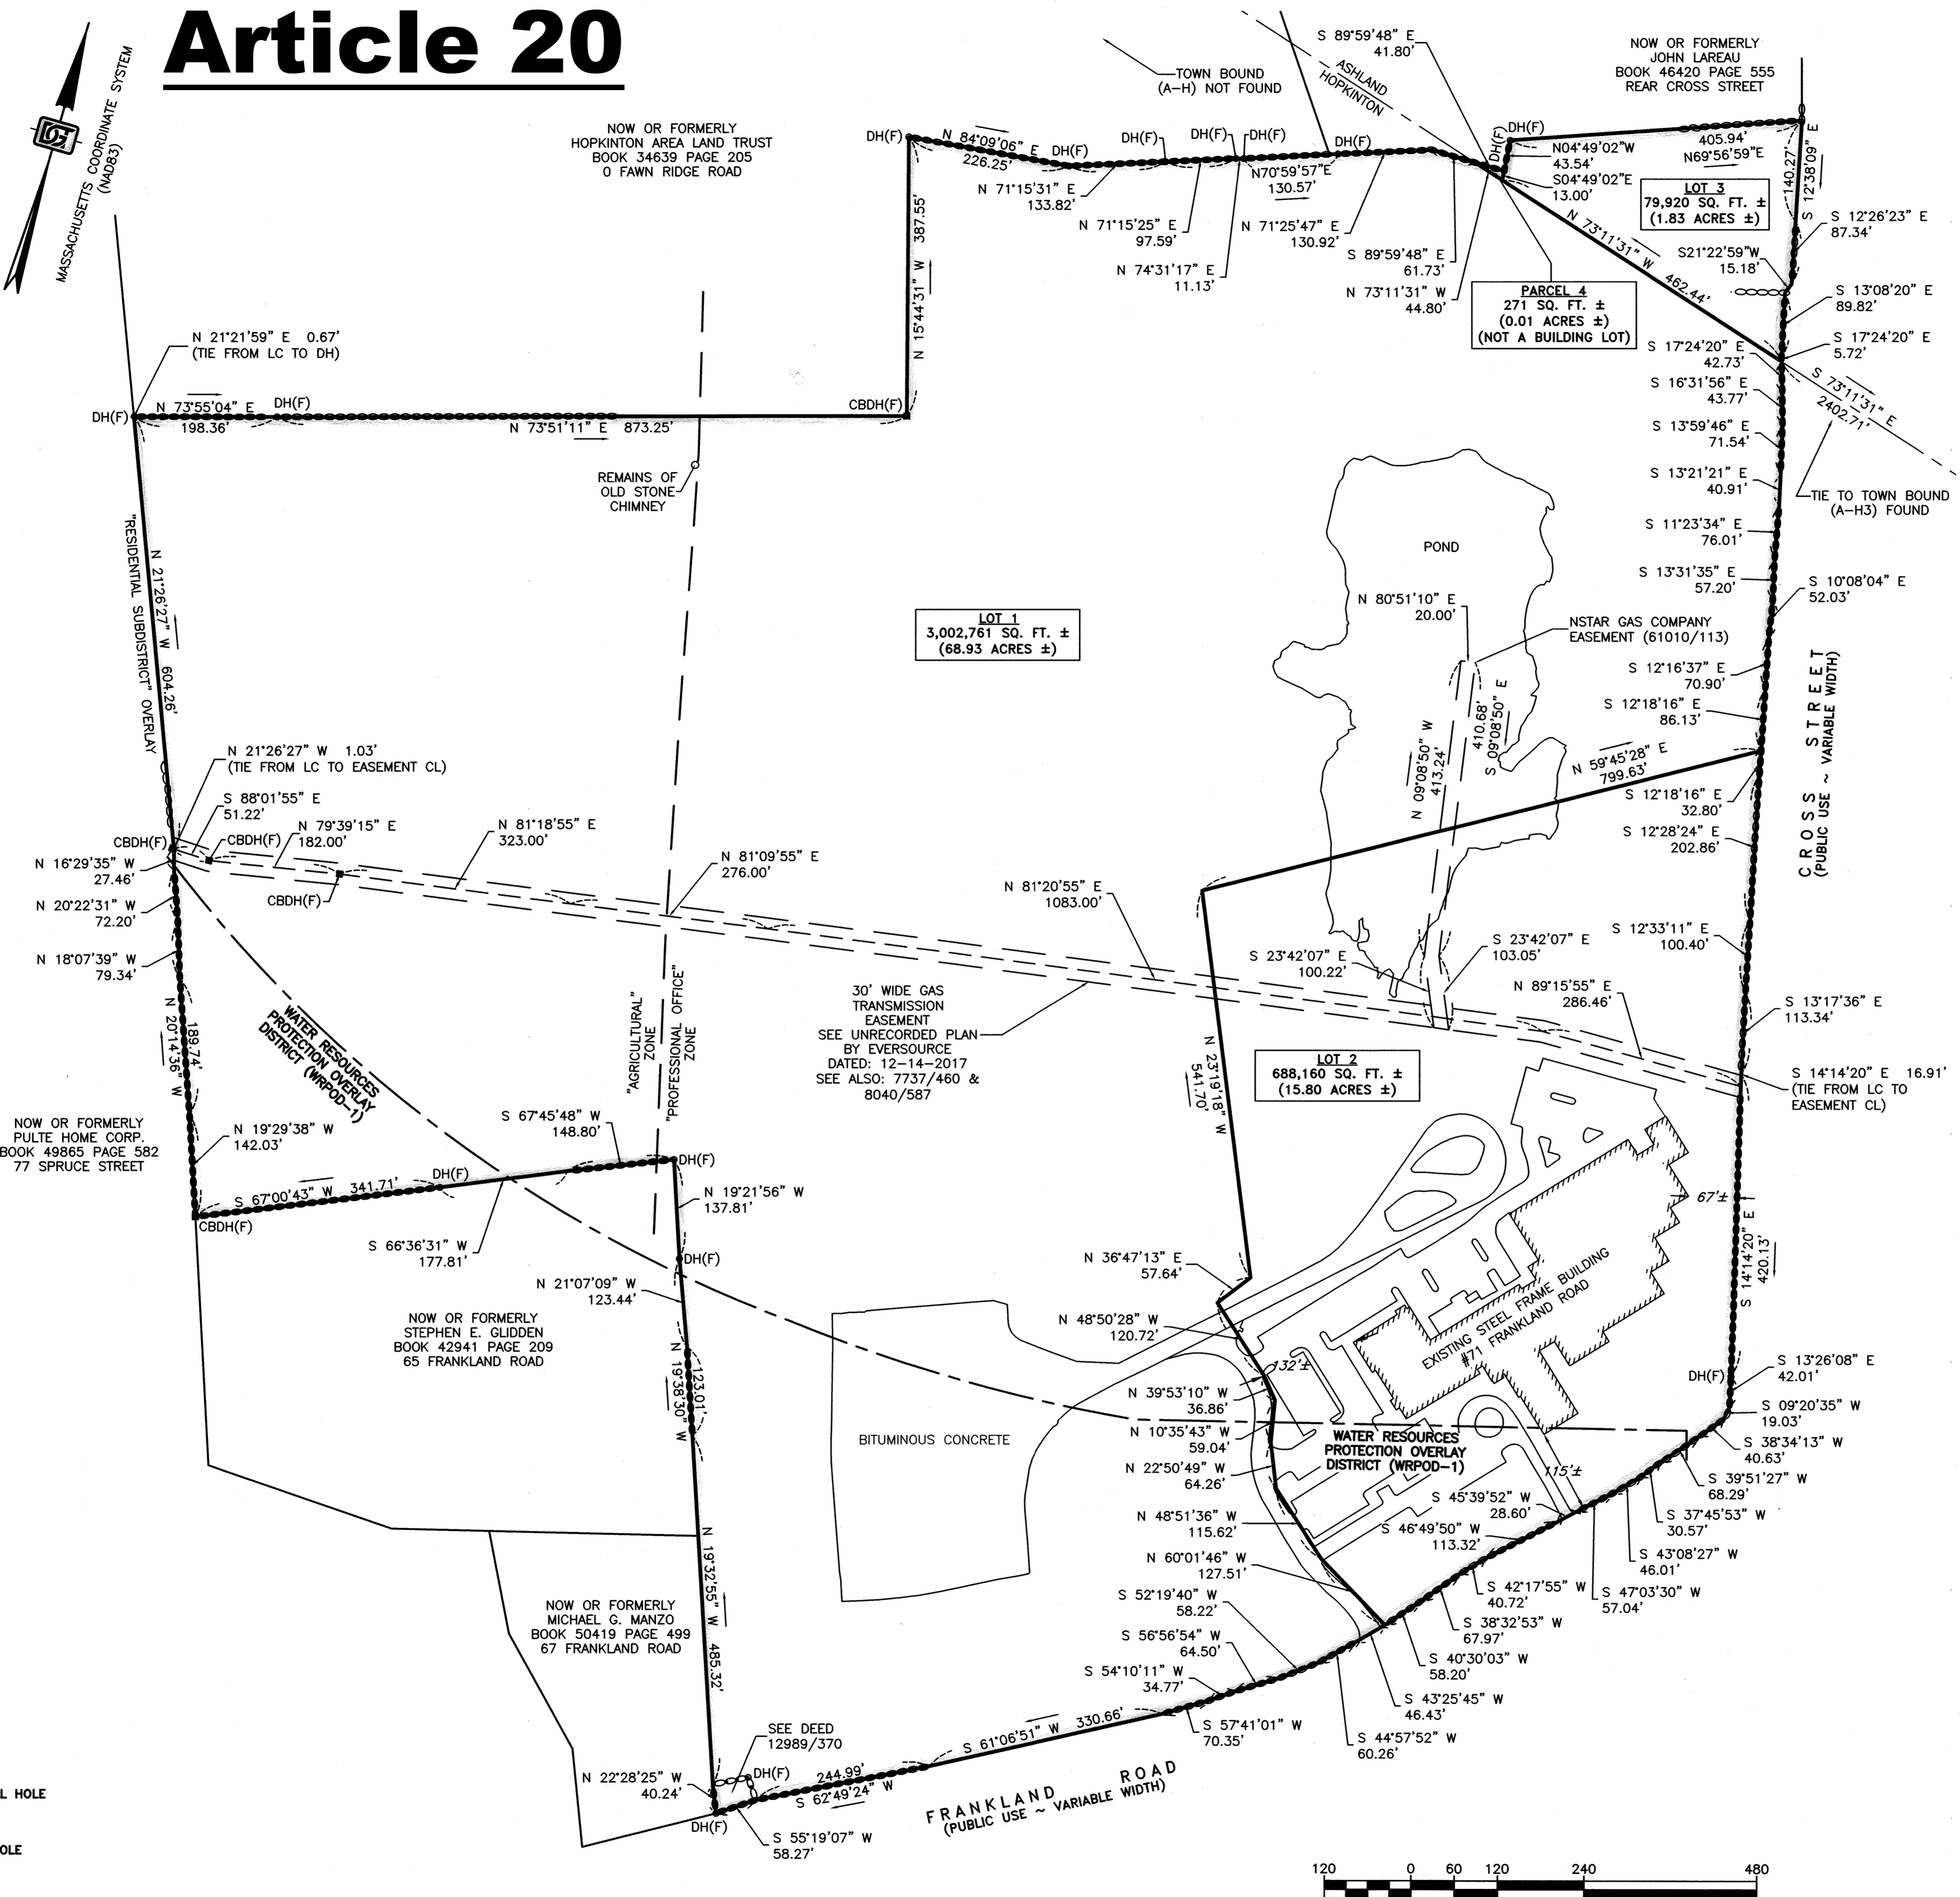 Article 20
MASSACHUSETTS COORDINATE SYSTEM
(NAD83)
NOW OR FORMERLY
HOPKINTON AREA LAND TRUST
BOOK 34639 PAGE 205
0 FAWN RIDGE ROAD
TOWN BOUND
(A-H) NOT FOUND
ASHLAND
HOPKINTON
S 89°59'48" E
41.80'
NOW OR FORMERLY
JOHN LAREAU
BOOK 46420 PAGE 555
REAR CROSS STREET
DH(F)
N 84°09'06" E
226.25'
DH(F)
DH(F)
DH(F)
DH(F)
DH(F)
DH(F)
DH(F)
N 71°15'31" E
133.82'
N 71°15'25" E
97.59'
N 74°31'17" E
11.13'
N70°59'57"E
130.57'
N 71°25'47" E
130.92'
S 89°59'48" E
61.73'
N 73°11'31" W
44.80'
N04°49'02"W
43.54'
S04°49'02"E
13.00'
405.94'
N69°56'59"E
140.27'
S 12°38'09" E
LOT 3
79,920 SQ. FT. ±
(1.83 ACRES ±)
PARCEL 4
271 SQ. FT. ±
(0.01 ACRES ±)
(NOT A BUILDING LOT)
N 73°11'31" W
462.44'
S 12°26'23" E
87.34'
S21°22'59"W
15.18'
S 13°08'20" E
89.82'
S 17°24'20" E
5.72'
S 17°24'20" E
42.73'
S 16°31'56" E
43.77'
S 13°59'46" E
71.54'
S 13°21'21" E
40.91'
S 11°23'34" E
76.01'
S 13°31'35" E
57.20'
S 10°08'04" E
52.03'
S 12°16'37" E
70.90'
S 12°18'16" E
86.13'
S 73°11'31" E
2402.71'
TIE TO TOWN BOUND
(A-H3) FOUND
N 15°44'31" W 387.55'
N 21°21'59" E 0.67'
(TIE FROM LC TO DH)
DH(F)
N 73°55'04" E
198.36'
DH(F)
N 73°51'11" E 873.25'
CBDH(F)
REMAINS OF
OLD STONE
CHIMNEY
"RESIDENTIAL SUBDISTRICT" OVERLAY
N 21°26'27" W 604.26'
LOT 1
3,002,761 SQ. FT. ±
(68.93 ACRES ±)
POND
N 80°51'10" E
20.00'
NSTAR GAS COMPANY
EASEMENT (61010/113)
N 09°08'50" W
413.24'
410.68'
S 09°08'50" E
N 59°45'28" E
799.63'
CROSS STREET
(PUBLIC USE ~ VARIABLE WIDTH)
N 21°26'27" W 1.03'
(TIE FROM LC TO EASEMENT CL)
S 88°01'55" E
51.22'
CBDH(F)
CBDH(F)
N 79°39'15" E
182.00'
N 81°18'55" E
323.00'
CBDH(F)
N 81°09'55" E
276.00'
N 81°20'55" E
1083.00'
N 16°29'35" W
27.46'
N 20°22'31" W
72.20'
N 18°07'39" W
79.34'
189.74'
N 20°14'36" W
WATER RESOURCES
PROTECTION OVERLAY
DISTRICT (WRPOD-1)
"AGRICULTURAL"
ZONE
"PROFESSIONAL OFFICE"
ZONE
30' WIDE GAS
TRANSMISSION
EASEMENT
SEE UNRECORDED PLAN
BY EVERSOURCE
DATED: 12-14-2017
SEE ALSO: 7737/460 &
8040/587
S 12°18'16" E
32.80'
S 12°28'24" E
202.86'
S 12°33'11" E
100.40'
S 23°42'07" E
100.22'
S 23°42'07" E
103.05'
N 89°15'55" E
286.46'
S 13°17'36" E
113.34'
S 14°14'20" E 16.91'
(TIE FROM LC TO
EASEMENT CL)
N 23°19'18" W
541.70'
LOT 2
688,160 SQ. FT. ±
(15.80 ACRES ±)
NOW OR FORMERLY
PULTE HOME CORP.
BOOK 49865 PAGE 582
77 SPRUCE STREET
N 19°29'38" W
142.03'
S 67°45'48" W
148.80'
DH(F)
DH(F)
S 67°00'43" W 341.71'
CBDH(F)
S 66°36'31" W
177.81'
N 19°21'56" W
137.81'
DH(F)
N 21°07'09" W
123.44'
123.01'
N 19°38'30" W
NOW OR FORMERLY
STEPHEN E. GLIDDEN
BOOK 42941 PAGE 209
65 FRANKLAND ROAD
67'±
S 14°14'20" E
420.13'
EXISTING STEEL FRAME BUILDING
#71 FRANKLAND ROAD
N 36°47'13" E
57.64'
N 48°50'28" W
120.72'
132'±
N 39°53'10" W
36.86'
N 10°35'43" W
59.04'
N 22°50'49" W
64.26'
N 48°51'36" W
115.62'
N 60°01'46" W
127.51'
BITUMINOUS CONCRETE
WATER RESOURCES
PROTECTION OVERLAY
DISTRICT (WRPOD-1)
115'±
DH(F)
S 13°26'08" E
42.01'
S 09°20'35" W
19.03'
S 38°34'13" W
40.63'
S 39°51'27" W
68.29'
S 37°45'53" W
30.57'
S 43°08'27" W
46.01'
S 47°03'30" W
57.04'
S 45°39'52" W
28.60'
S 46°49'50" W
113.32'
S 42°17'55" W
40.72'
S 38°32'53" W
67.97'
S 40°30'03" W
58.20'
S 43°25'45" W
46.43'
S 44°57'52" W
60.26'
S 52°19'40" W
58.22'
S 56°56'54" W
64.50'
S 54°10'11" W
34.77'
S 57°41'01" W
70.35'
NOW OR FORMERLY
MICHAEL G. MANZO
BOOK 50419 PAGE 499
67 FRANKLAND ROAD
N 19°32'55" W 485.32'
S 61°06'51" W 330.66'
SEE DEED
12989/370
DH(F)
244.99'
S 62°49'24" W
N 22°28'25" W
40.24'
DH(F)
S 55°19'07" W
58.27'
FRANKLAND ROAD
(PUBLIC USE ~ VARIABLE WIDTH)
L HOLE
OLE
120 0 60 120 240 480